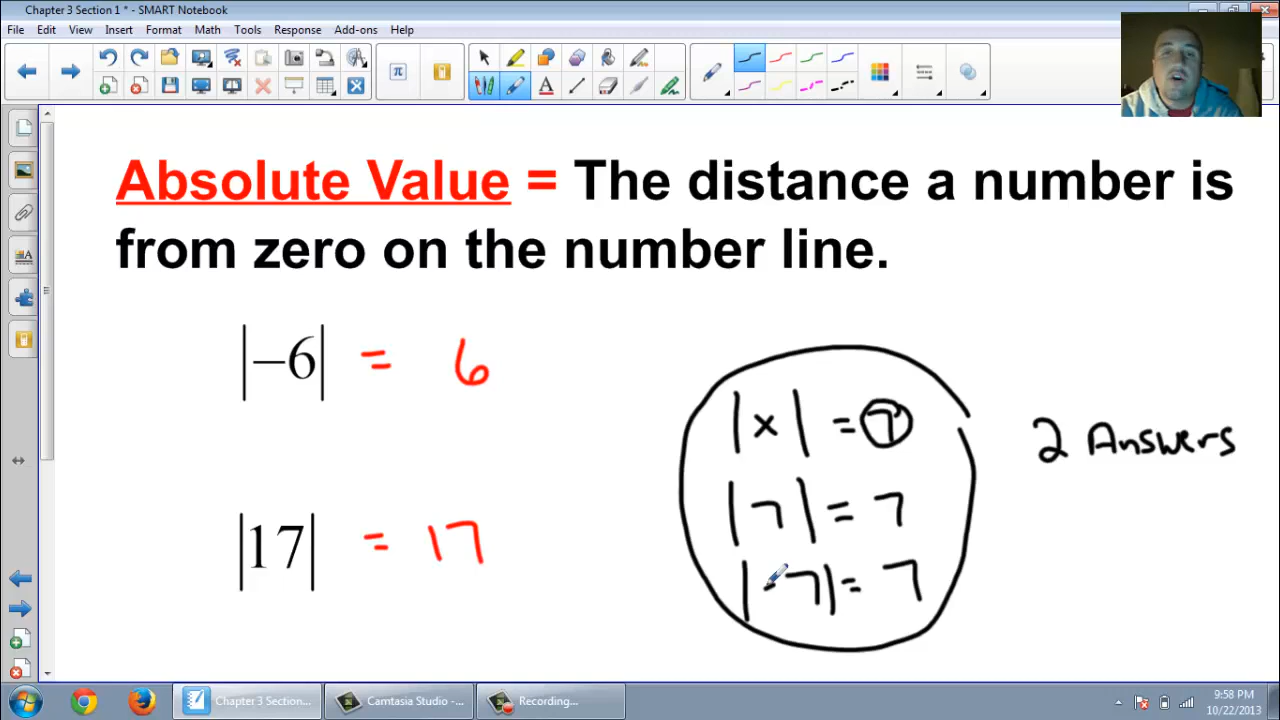 Chapter 3 Section 1 * - SMART Notebook
File Edit View Insert Format Math Tools Response Add-ons Help
Absolute Value = The distance a number is
from zero on the number line.
|−6| = 6
|17| = 17
|x| = 7
|7| = 7
|-7| = 7
2 Answers
Chapter 3 Section...
Camtasia Studio - ...
Recording...
9:58 PM
10/22/2013